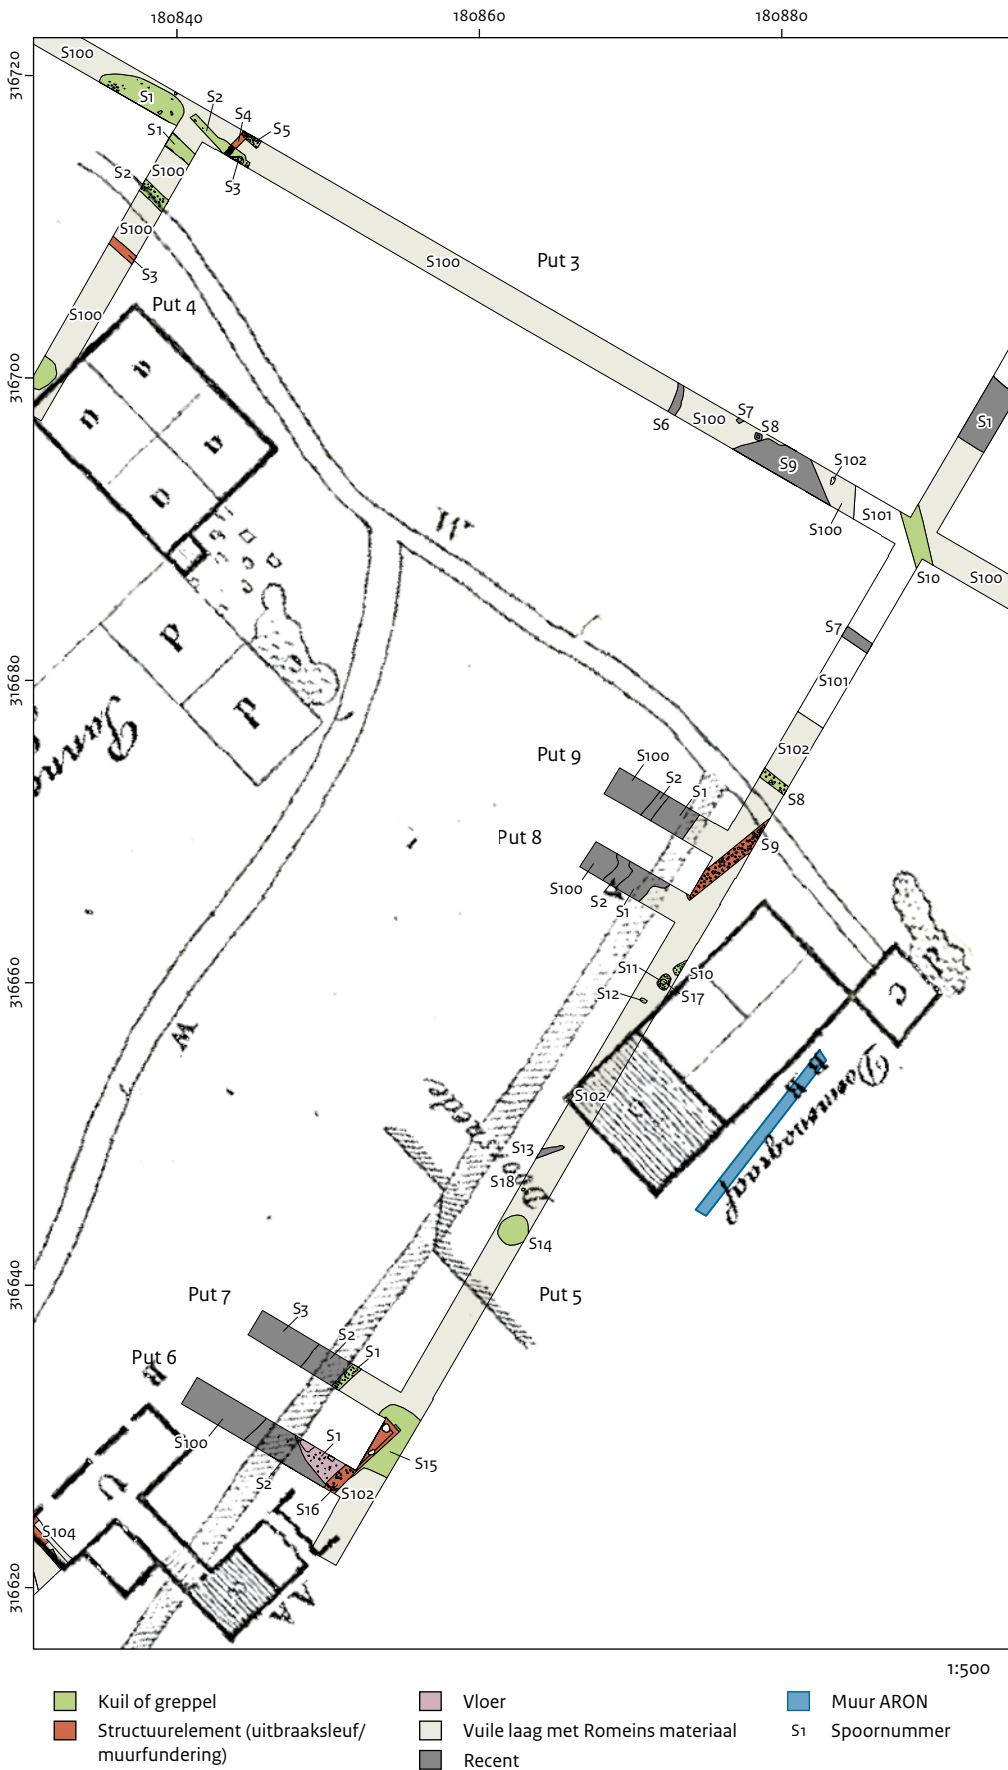 180840 180860 180880
316720
316700
316680
316660
316640
316620
S100
S1
S2
S4
S5
S1
S3
S2
S100
S100
S3
Put 4
S100
S100
Put 3
D
D
D
D
S6
S100
S7
S8
S9
S102
S100
S101
S1
S10
S100
W
P
P
S7
S101
S102
S8
S9
Put 9
S100
S2
S1
Put 8
S100
S2
S1
S11
S10
S12
S17
C
W
S102
S13
S18
S14
Put 5
Put 7
S3
S2
S1
Put 6
S100
S1
S2
S16
S102
S15
S104
1:500
Kuil of greppel
Structuurelement (uitbraaksleuf/
muurfundering)
Vloer
Vuile laag met Romeins materiaal
Recent
Muur ARON
S1 Spoornummer